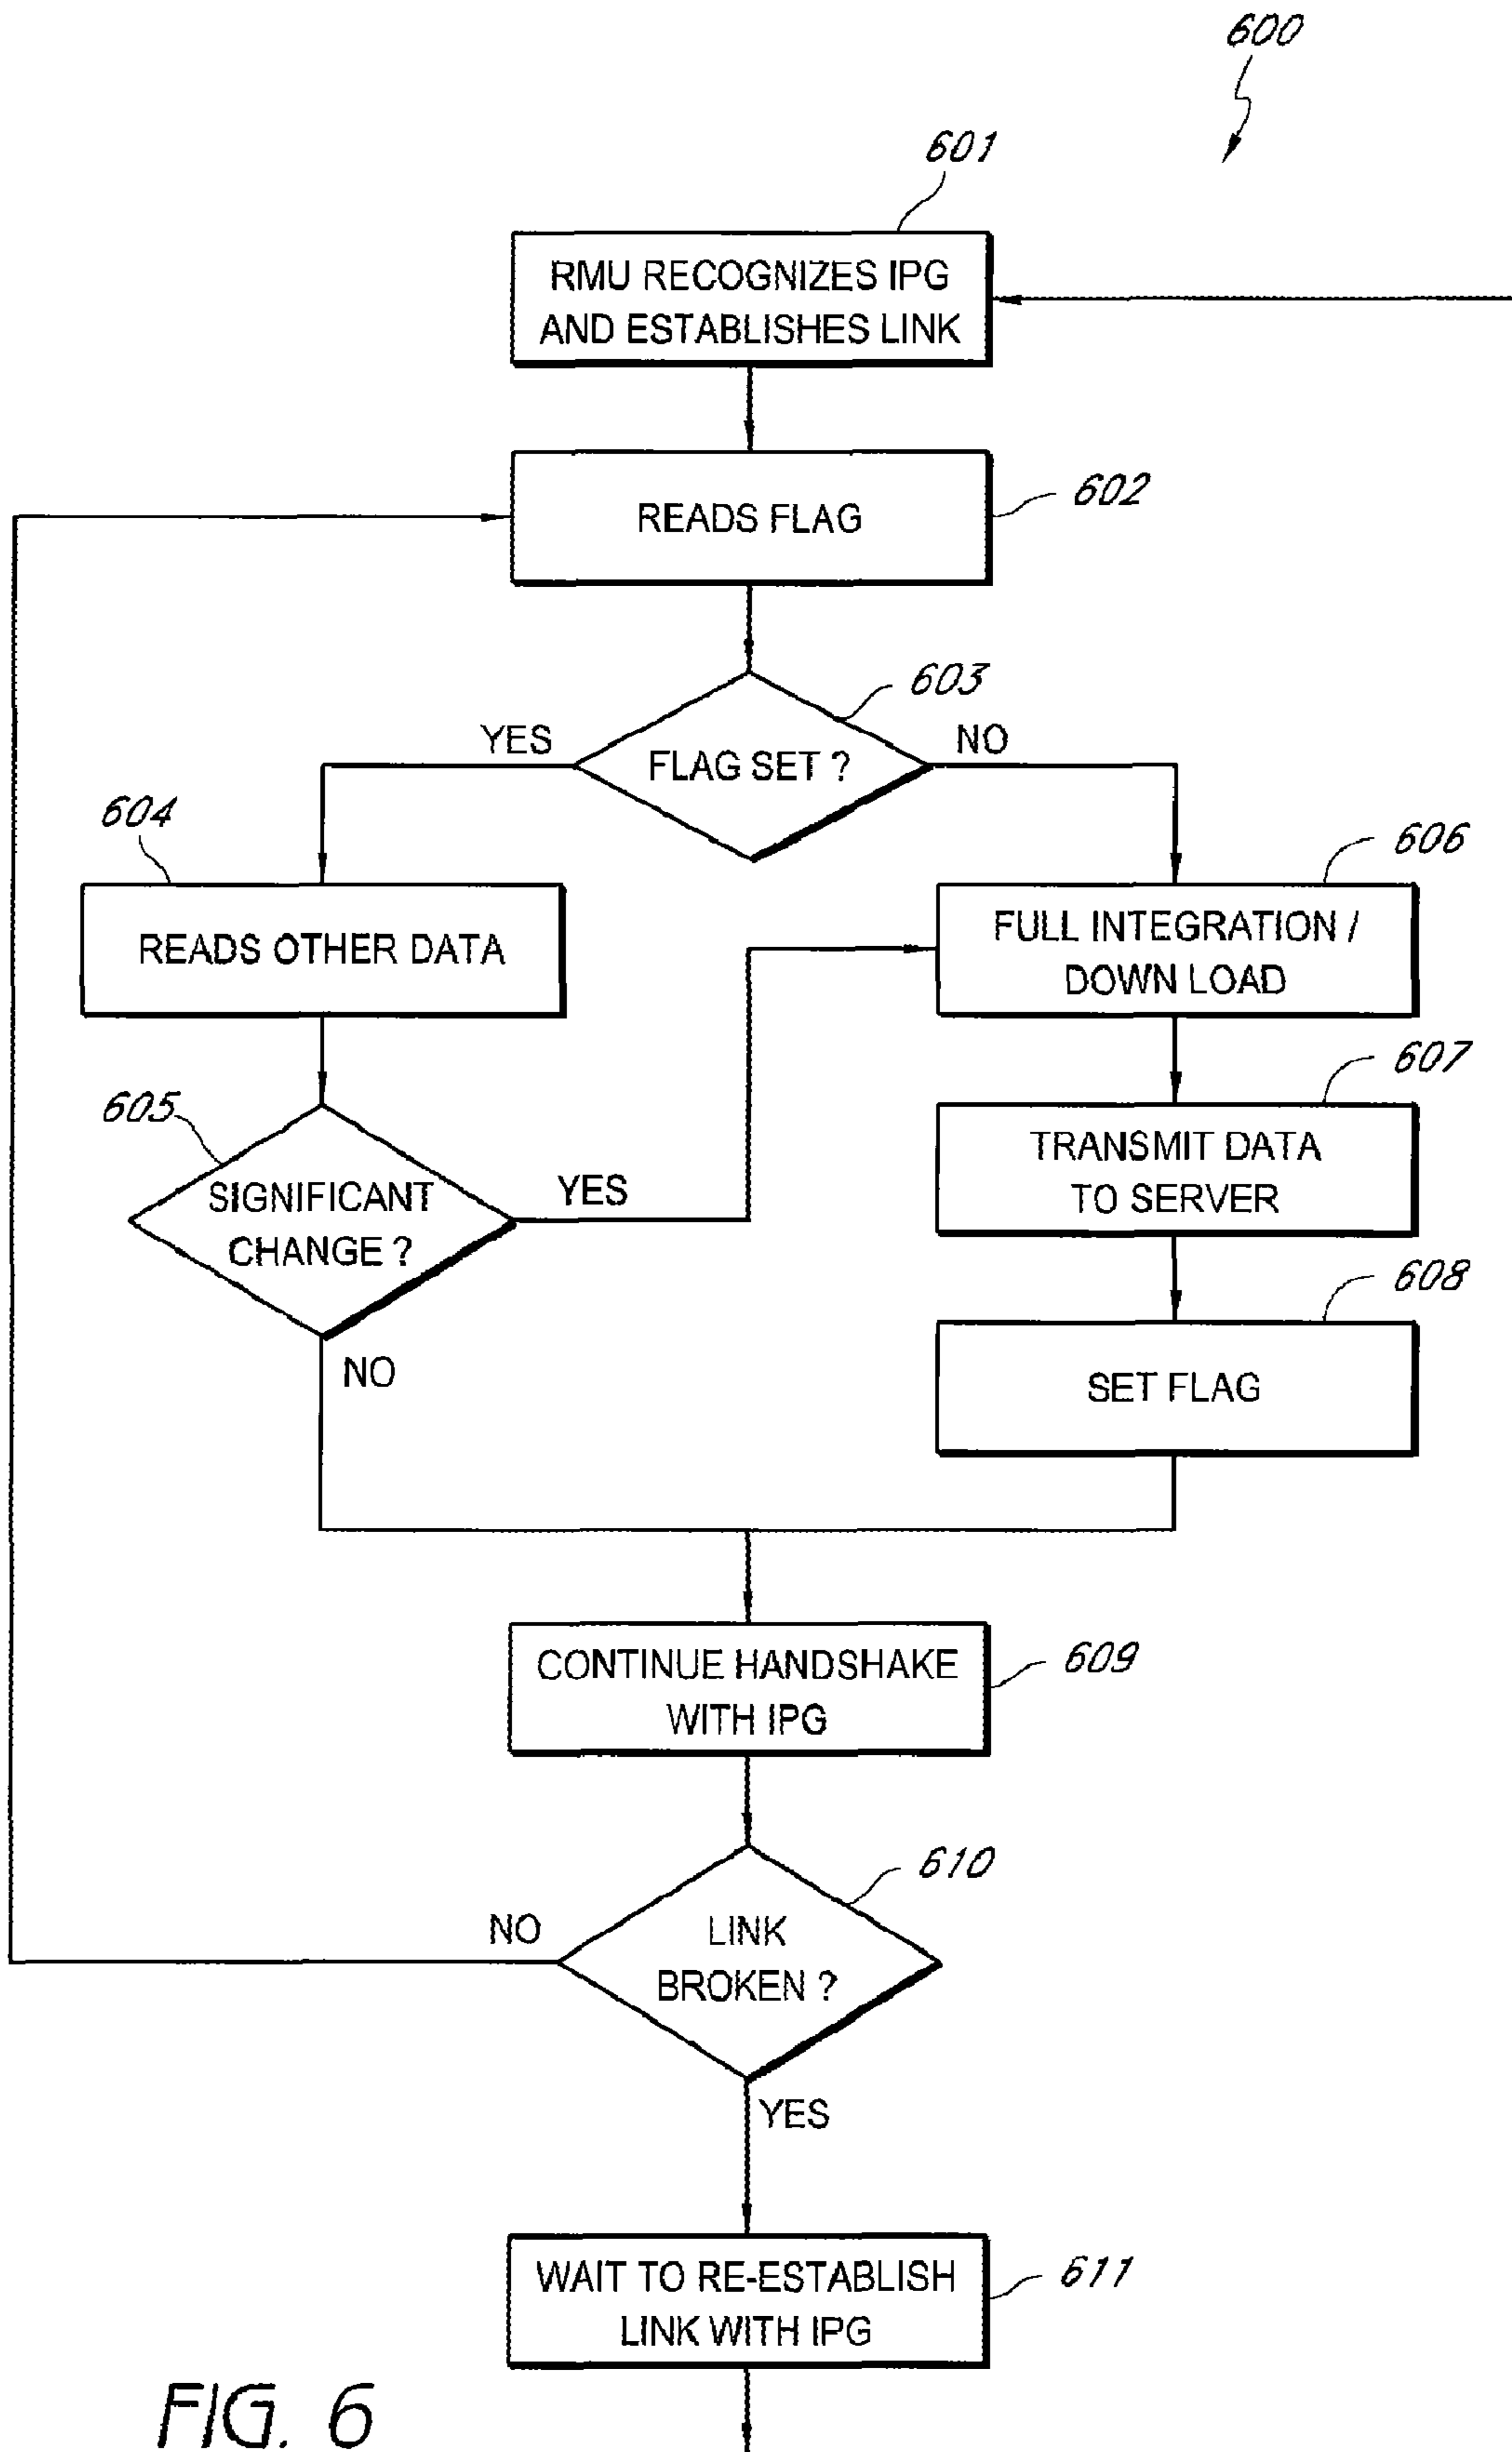 600
601
RMU RECOGNIZES IPG
AND ESTABLISHES LINK
READS FLAG
602
603
YES
FLAG SET ?
NO
604
606
READS OTHER DATA
FULL INTEGRATION /
DOWN LOAD
605
607
SIGNIFICANT
CHANGE ?
YES
TRANSMIT DATA
TO SERVER
608
NO
SET FLAG
CONTINUE HANDSHAKE
WITH IPG
609
610
NO
LINK
BROKEN ?
YES
WAIT TO RE-ESTABLISH
LINK WITH IPG
611
FIG. 6